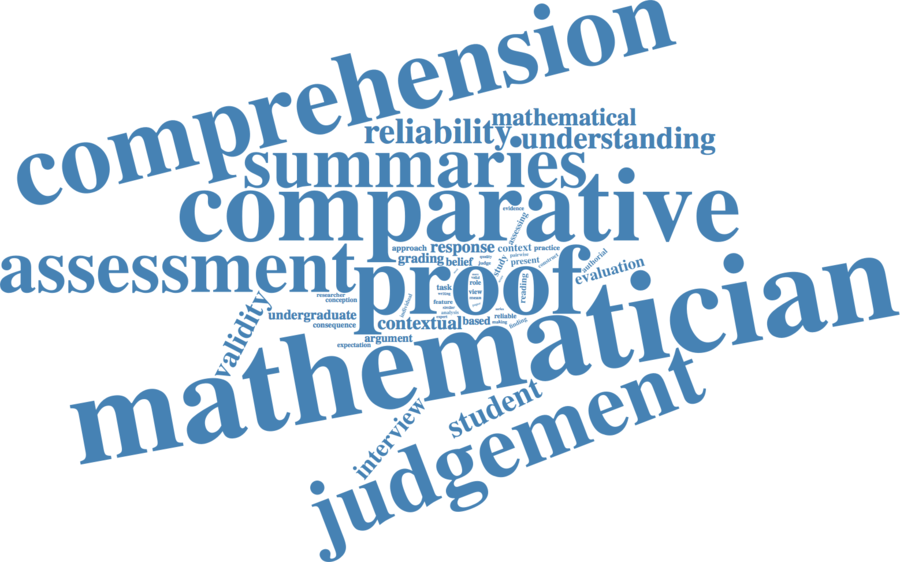 comprehension
mathematical
reliability
understanding
summaries
comparative
evidence
assessing
approach
response
context
practice
quality
pairwise
authorial
assessment
grading
belief
judge
study
present
construct
evaluation
proof
role
reading
task
view
writing
researcher
conception
individual
feature
validity
undergraduate
analysis
reliable
consequence
contextual
based
making
finding
argument
expectation
mathematician
student
interview
judgement